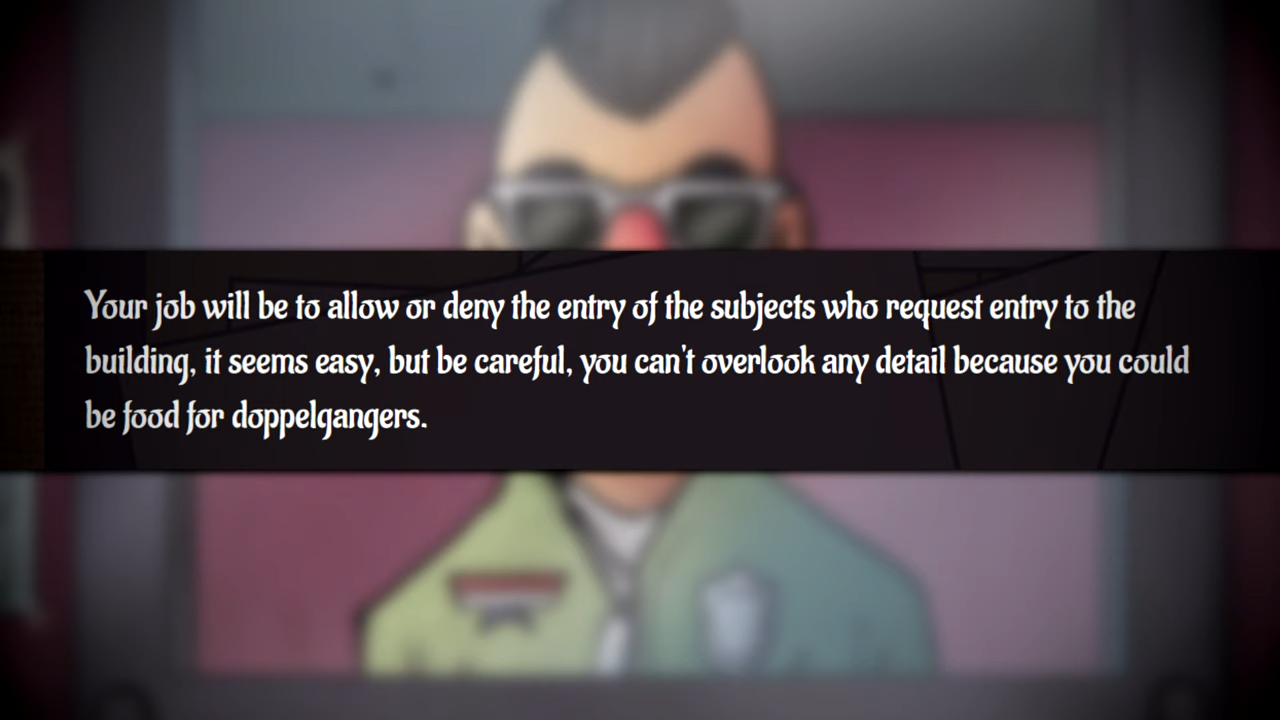 Your job will be to allow or deny the entry of the subjects who request entry to the
building, it seems easy, but be careful, you can't overlook any detail because you could
be food for doppelgangers.